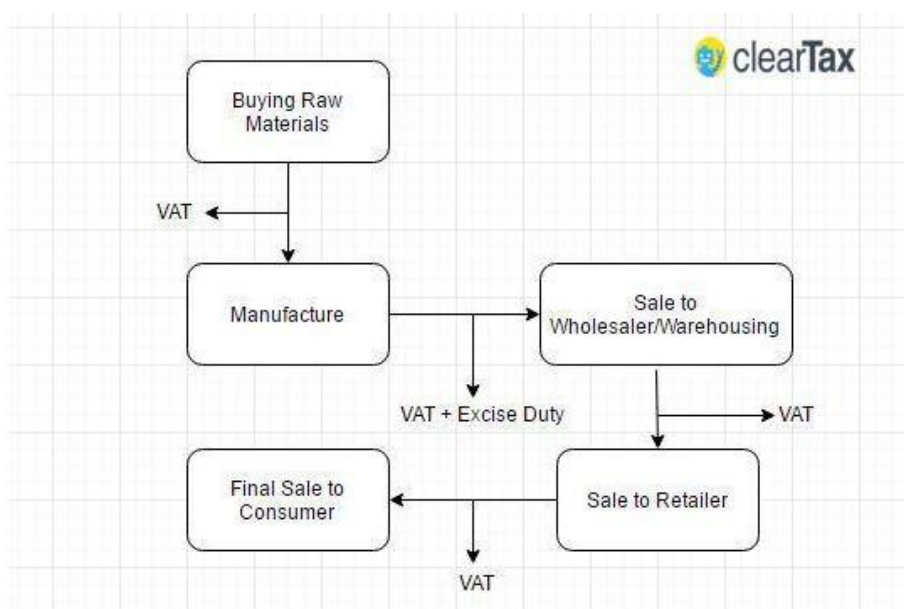 clearTax
Buying Raw
Materials
VAT
Manufacture
Sale to
Wholesaler/Warehousing
VAT + Excise Duty
VAT
Final Sale to
Consumer
Sale to Retailer
VAT